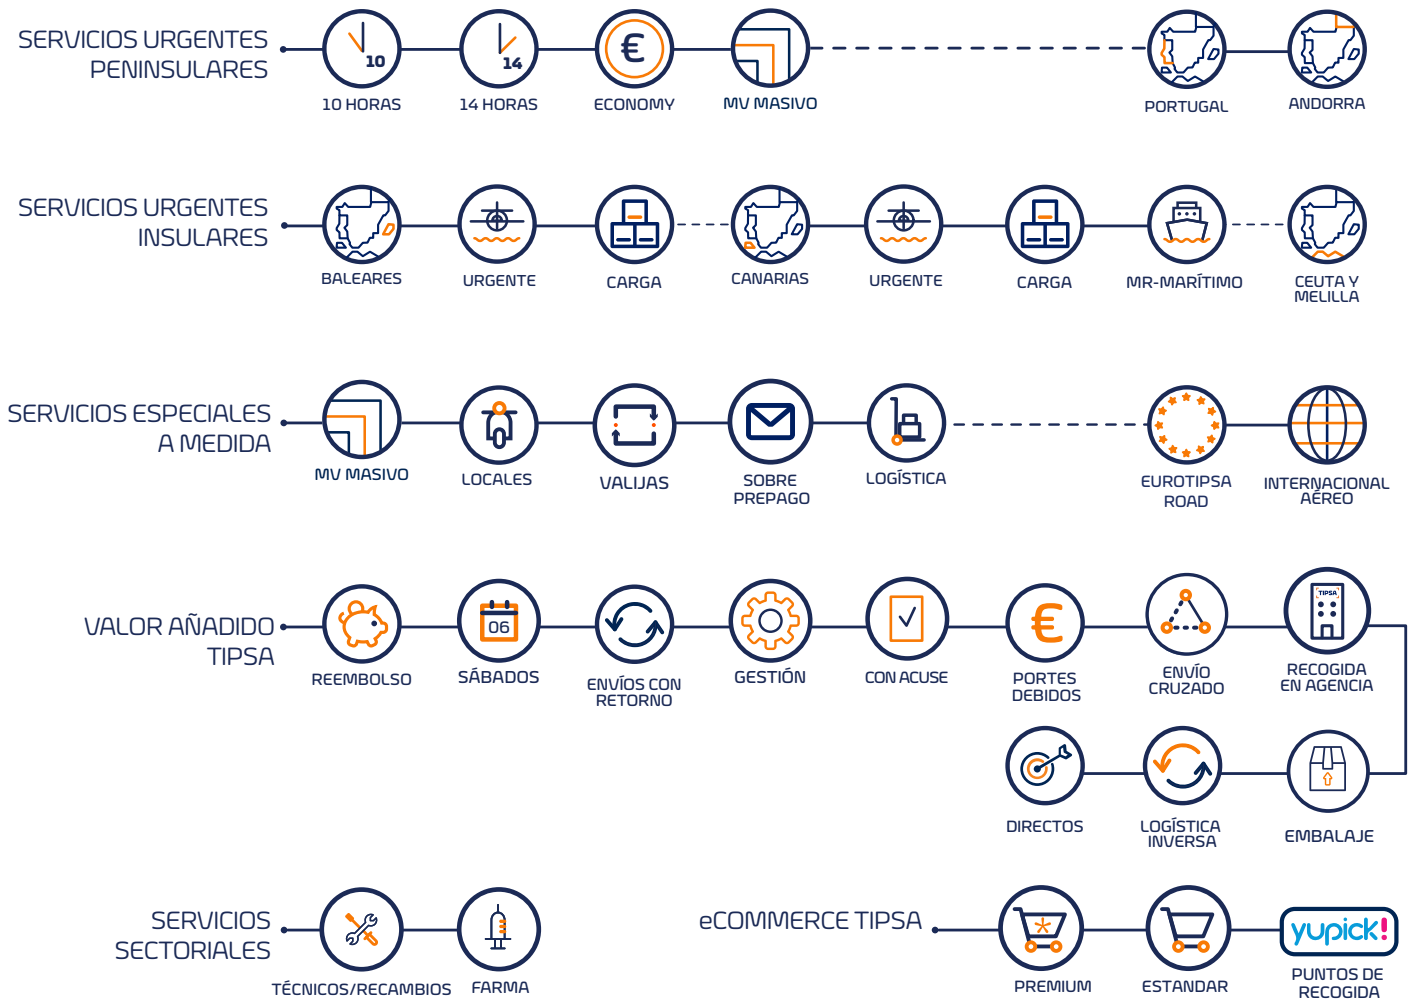 SERVICIOS URGENTES
PENINSULARES
10
14
€
10 HORAS
14 HORAS
ECONOMY
MV MASIVO
PORTUGAL
ANDORRA
SERVICIOS URGENTES
INSULARES
BALEARES
URGENTE
CARGA
CANARIAS
URGENTE
CARGA
MR-MARÍTIMO
CEUTA Y
MELILLA
SERVICIOS ESPECIALES
A MEDIDA
MV MASIVO
LOCALES
VALIJAS
SOBRE
PREPAGO
LOGÍSTICA
EUROTIPSA
ROAD
INTERNACIONAL
AÉREO
VALOR AÑADIDO
TIPSA
06
€
TIPSA
REEMBOLSO
SÁBADOS
ENVÍOS CON
RETORNO
GESTIÓN
CON ACUSE
PORTES
DEBIDOS
ENVÍO
CRUZADO
RECOGIDA
EN AGENCIA
DIRECTOS
LOGÍSTICA
INVERSA
EMBALAJE
SERVICIOS
SECTORIALES
TÉCNICOS/RECAMBIOS
FARMA
eCOMMERCE TIPSA
PREMIUM
ESTANDAR
yupick!
PUNTOS DE
RECOGIDA